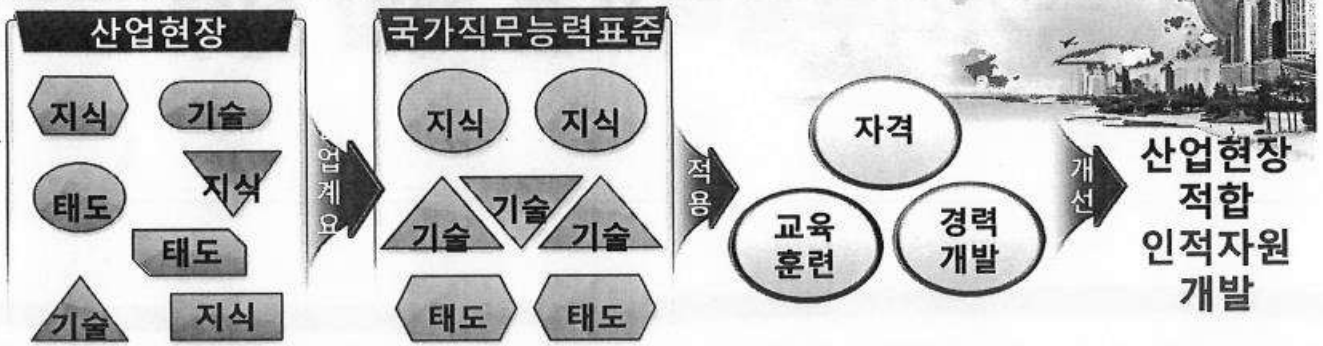 산업현장
지식
기술
태도
지식
태도
기술
지식
업계요
국가직무능력표준
지식
지식
기술
기술
기술
태도
태도
적용
자격
교육
훈련
경력
개발
개선
산업현장
적합
인적자원
개발